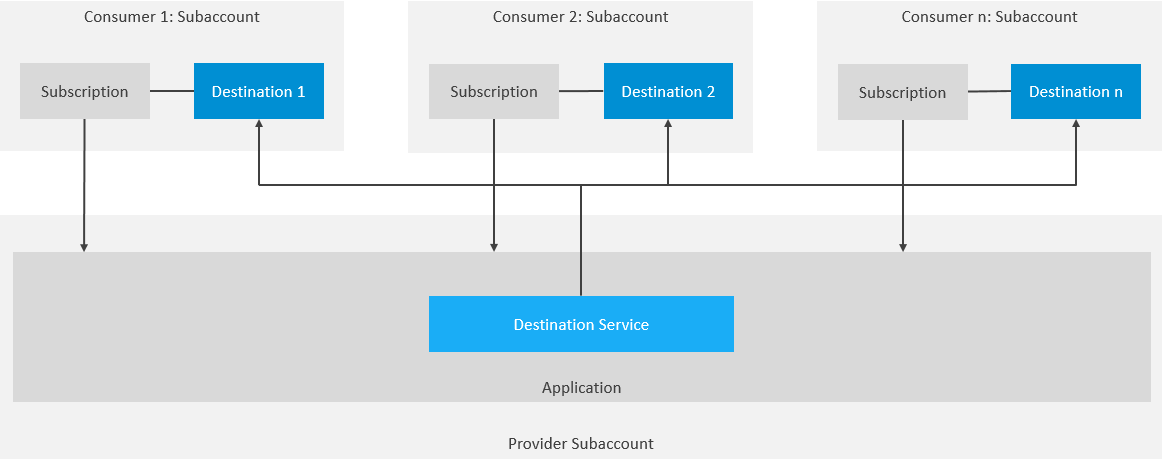 Consumer 1: Subaccount
Consumer 2: Subaccount
Consumer n: Subaccount
Subscription
Destination 1
Subscription
Destination 2
Subscription
Destination n
Destination Service
Application
Provider Subaccount